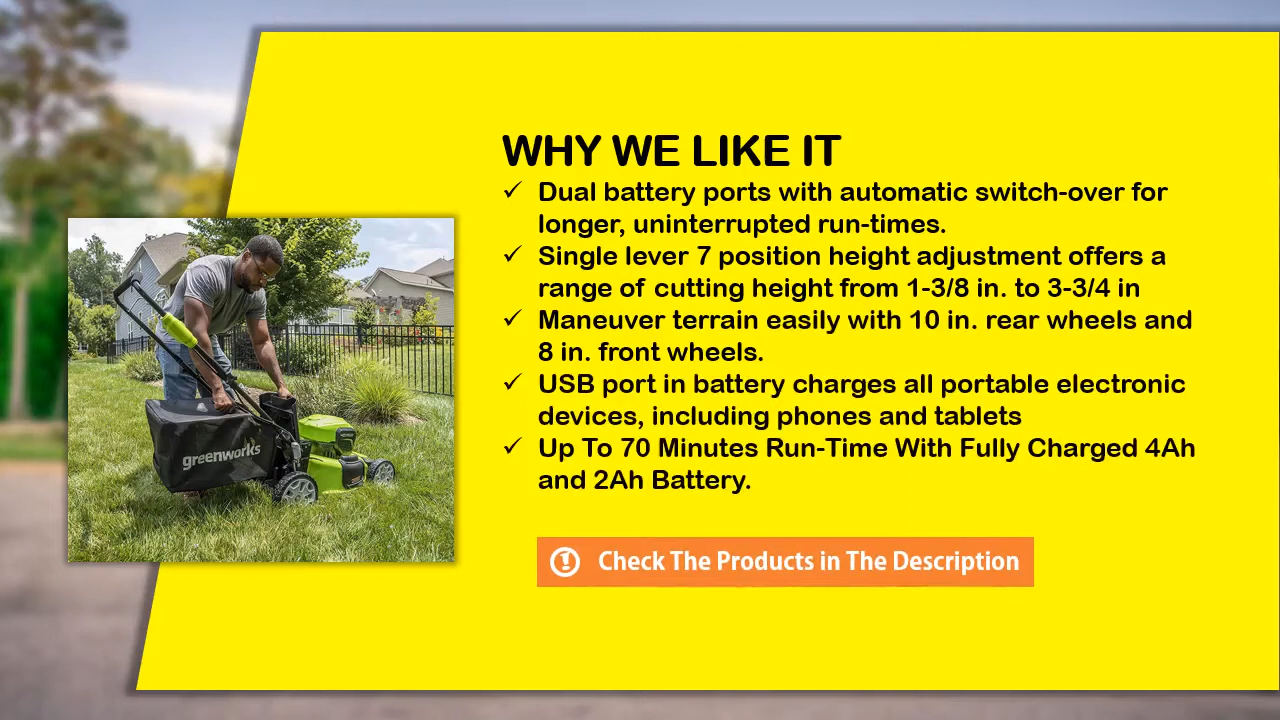 WHY WE LIKE IT
✓ Dual battery ports with automatic switch-over for
longer, uninterrupted run-times.
✓ Single lever 7 position height adjustment offers a
range of cutting height from 1-3/8 in. to 3-3/4 in
✓ Maneuver terrain easily with 10 in. rear wheels and
8 in. front wheels.
✓ USB port in battery charges all portable electronic
devices, including phones and tablets
✓ Up To 70 Minutes Run-Time With Fully Charged 4Ah
and 2Ah Battery.
greenworks
Check The Products in The Description